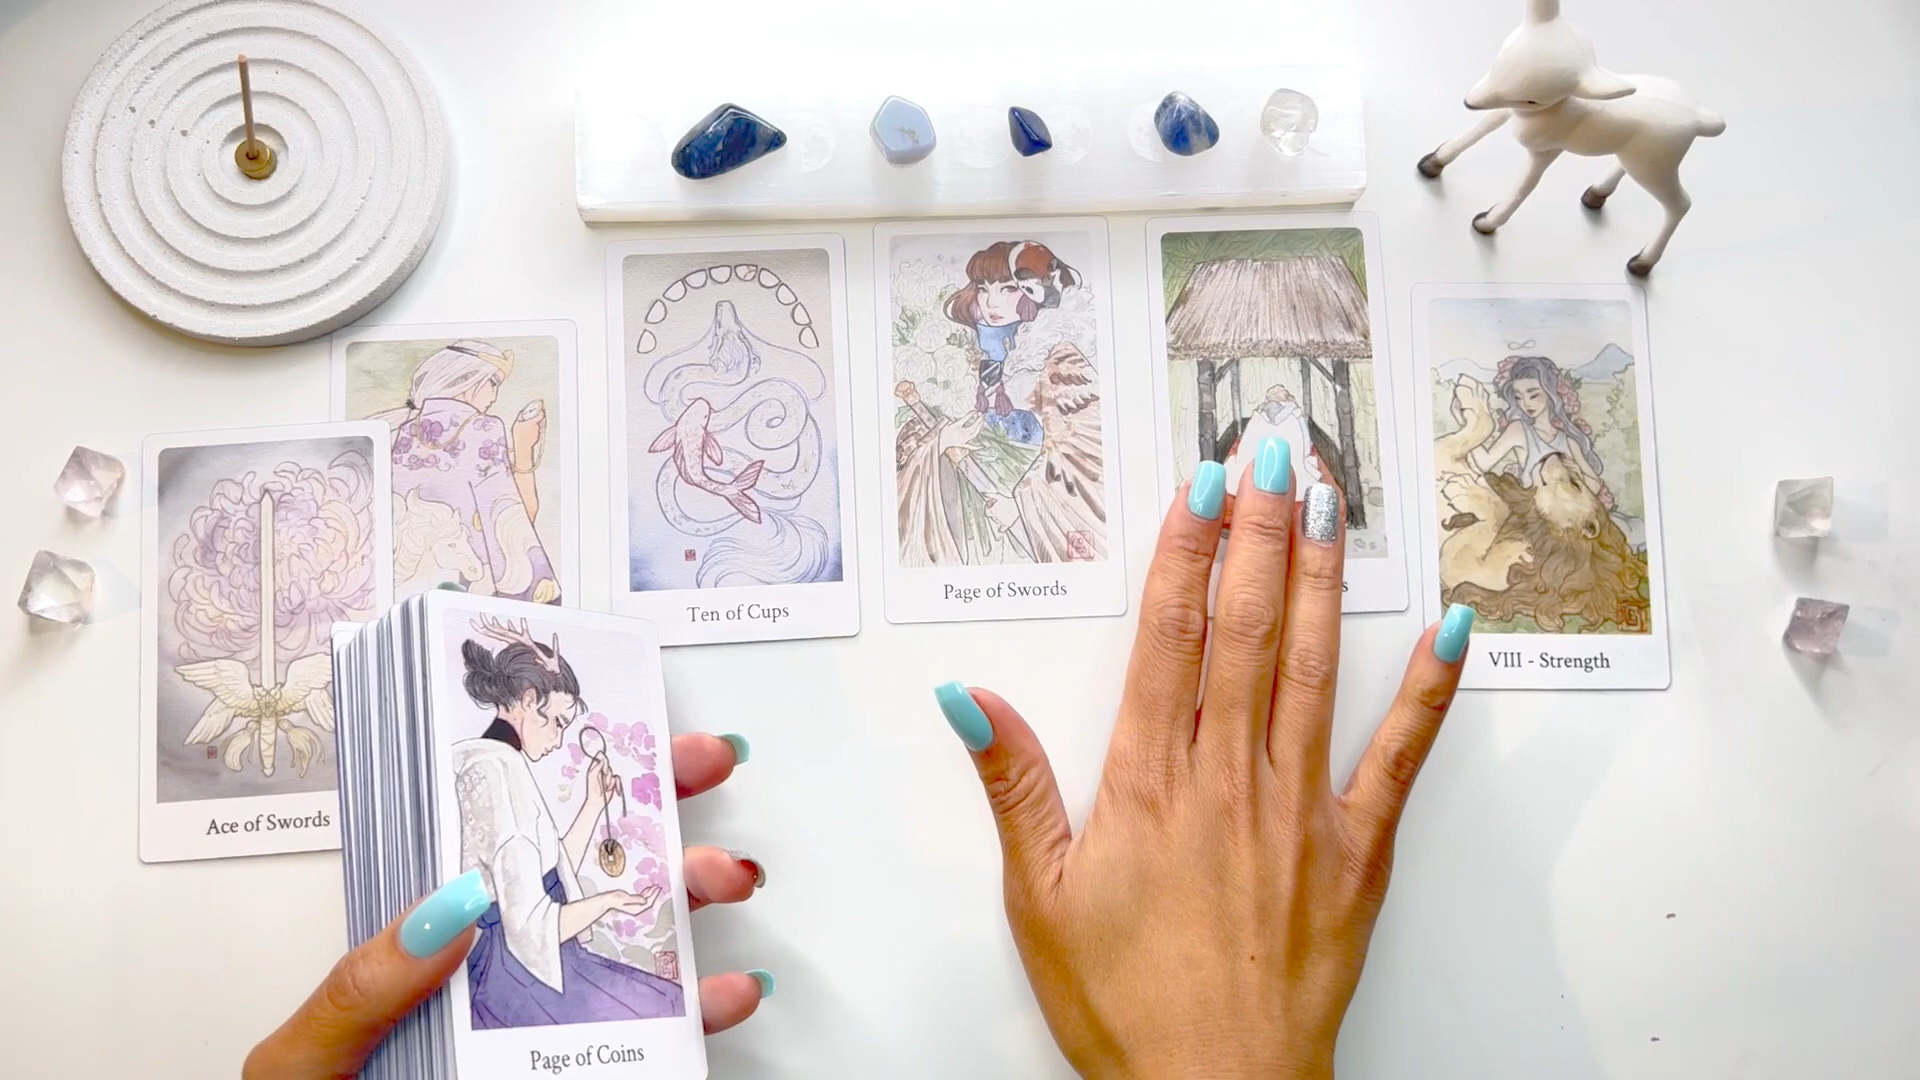 Ten of Cups
Page of Swords
VIII - Strength
Ace of Swords
Page of Coins